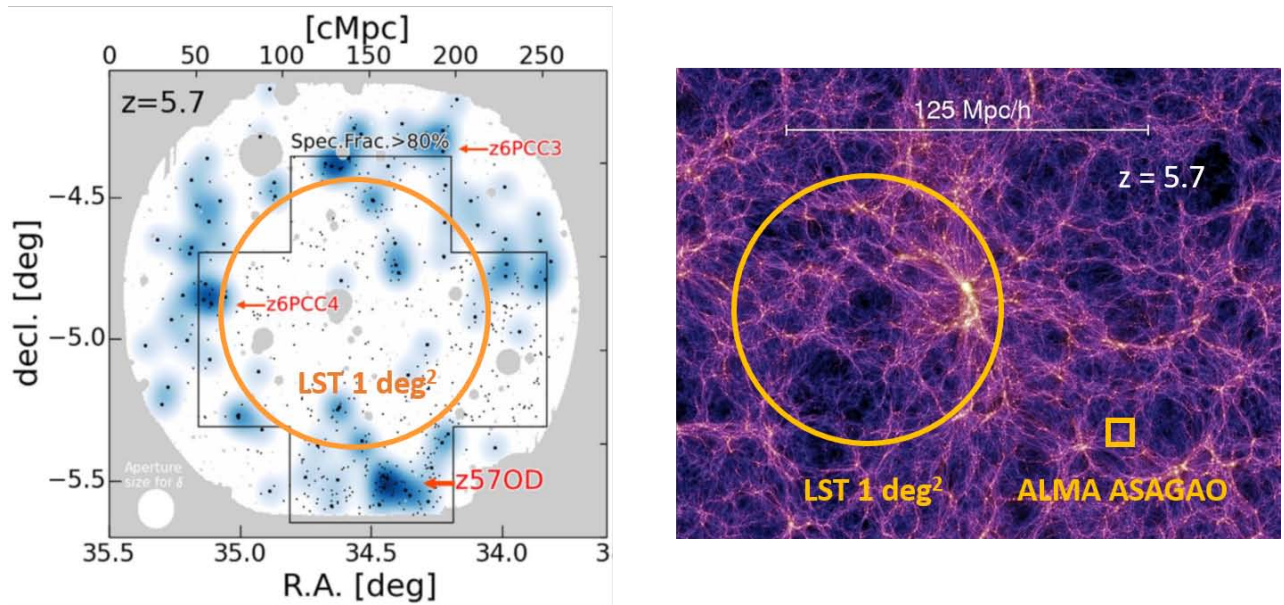 [cMpc]
0 50 100 150 200 250
z=5.7
Spec.Frac.>80%
z6PCC3
−4.5
z6PCC4
decl. [deg]
−5.0
LST 1 deg²
Aperture
size for δ
−5.5
z57OD
35.5 35.0 34.5 34.0 3
R.A. [deg]
125 Mpc/h
z = 5.7
LST 1 deg²
ALMA ASAGAO